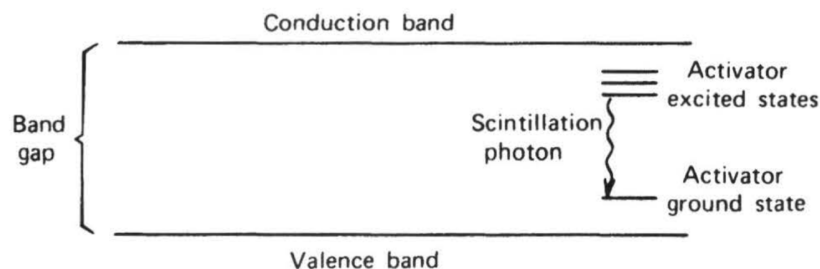 Conduction band
Activator
excited states
Band
gap
Scintillation
photon
Activator
ground state
Valence band